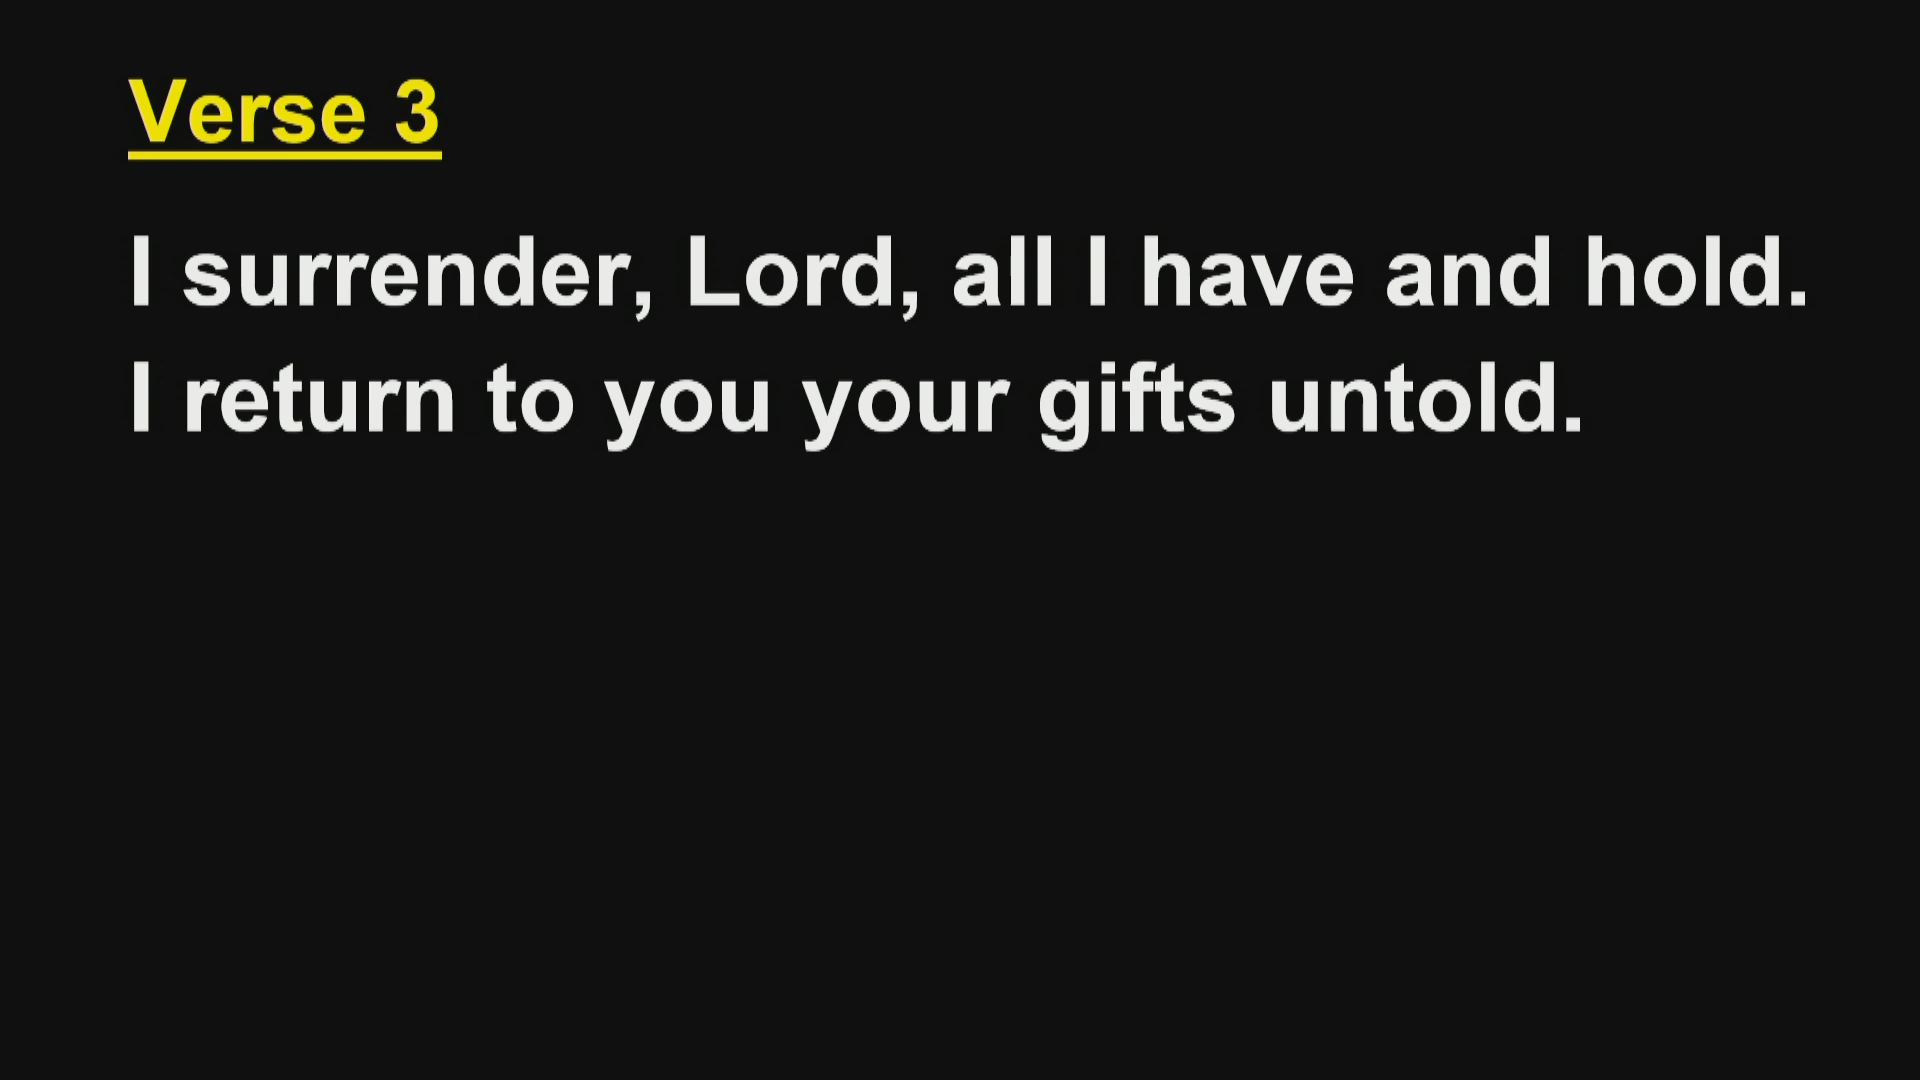 Verse 3
I surrender, Lord, all I have and hold.
I return to you your gifts untold.